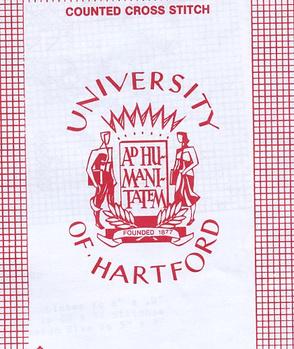 COUNTED CROSS STITCH
UNIVERSITY
AD HU-
MANI-
TATEM
FOUNDED 1877
OF · HARTFORD